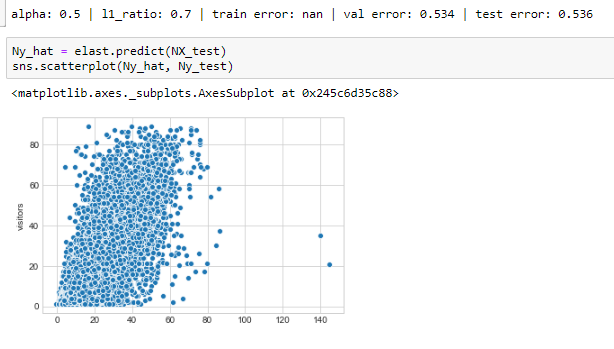 alpha: 0.5 | l1_ratio: 0.7 | train error: nan | val error: 0.534 | test error: 0.536
Ny_hat = elast.predict(NX_test)
sns.scatterplot(Ny_hat, Ny_test)
<matplotlib.axes._subplots.AxesSubplot at 0x245c6d35c88>
80
60
40
20
0
visitors
0 20 40 60 80 100 120 140